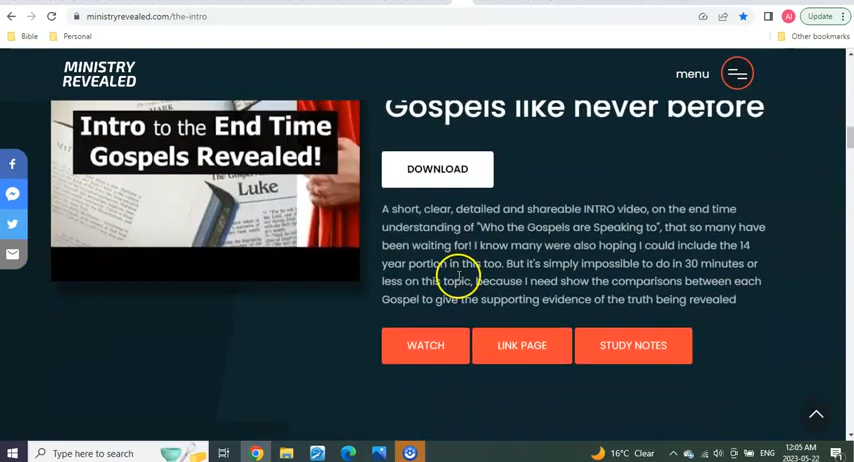 ministryrevealed.com/the-intro
AI
Update
Bible
Personal
Other bookmarks
MINISTRY
REVEALED
menu
Gospels like never before
MARK
Intro to the End Time
Gospels Revealed!
Luke
DOWNLOAD
A short, clear, detailed and shareable INTRO video, on the end time
understanding of "Who the Gospels are Speaking to", that so many have
been waiting for! I know many were also hoping I could include the 14
year portion in this too. But it's simply impossible to do in 30 minutes or
less on this topic, because I need show the comparisons between each
Gospel to give the supporting evidence of the truth being revealed
WATCH
LINK PAGE
STUDY NOTES
Type here to search
16°C Clear
ENG
12:05 AM
2023-05-22
1